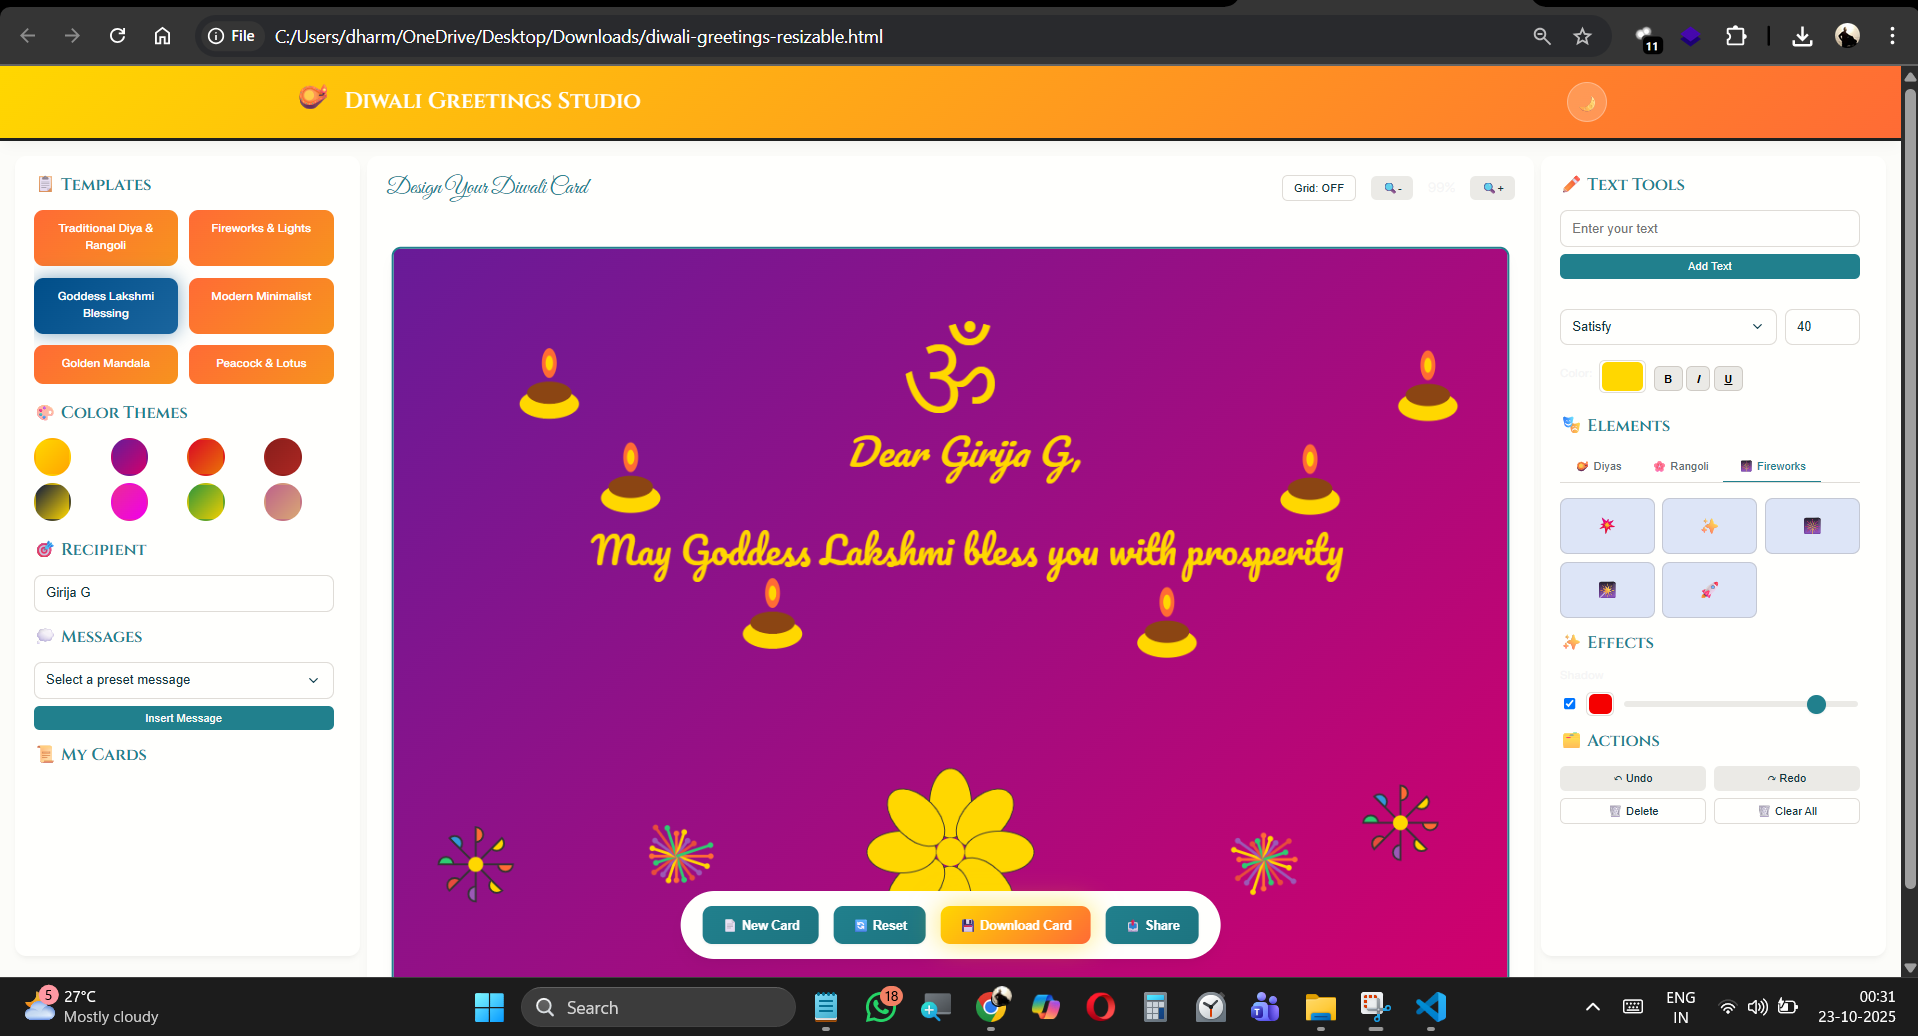 File
C:/Users/dharm/OneDrive/Desktop/Downloads/diwali-greetings-resizable.html
11
Diwali Greetings Studio
Templates
Traditional Diya &
Rangoli
Fireworks & Lights
Goddess Lakshmi
Blessing
Modern Minimalist
Golden Mandala
Peacock & Lotus
Color Themes
Recipient
Girija G
Messages
Select a preset message
Insert Message
My Cards
Design Your Diwali Card
Grid: OFF
-
99%
+
ॐ
Dear Girija G,
May Goddess Lakshmi bless you with prosperity
New Card
Reset
Download Card
Share
Text Tools
Enter your text
Add Text
Satisfy
40
Color:
B
I
U
Elements
Diyas
Rangoli
Fireworks
Effects
Shadow:
Actions
Undo
Redo
Delete
Clear All
5
27°C
Mostly cloudy
Search
18
ENG
IN
00:31
23-10-2025